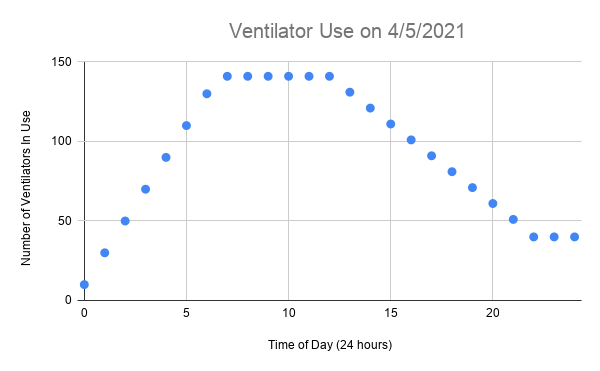 Ventilator Use on 4/5/2021
Number of Ventilators In Use
150
100
50
0
0 5 10 15 20
Time of Day (24 hours)